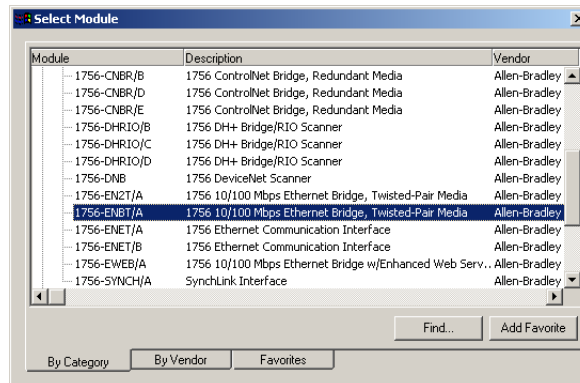 Select Module
Module Description Vendor
1756-CNBR/B 1756 ControlNet Bridge, Redundant Media Allen-Bradley
1756-CNBR/D 1756 ControlNet Bridge, Redundant Media Allen-Bradley
1756-CNBR/E 1756 ControlNet Bridge, Redundant Media Allen-Bradley
1756-DHRIO/B 1756 DH+ Bridge/RIO Scanner Allen-Bradley
1756-DHRIO/C 1756 DH+ Bridge/RIO Scanner Allen-Bradley
1756-DHRIO/D 1756 DH+ Bridge/RIO Scanner Allen-Bradley
1756-DNB 1756 DeviceNet Scanner Allen-Bradley
1756-EN2T/A 1756 10/100 Mbps Ethernet Bridge, Twisted-Pair Media Allen-Bradley
1756-ENBT/A 1756 10/100 Mbps Ethernet Bridge, Twisted-Pair Media Allen-Bradley
1756-ENET/A 1756 Ethernet Communication Interface Allen-Bradley
1756-ENET/B 1756 Ethernet Communication Interface Allen-Bradley
1756-EWEB/A 1756 10/100 Mbps Ethernet Bridge w/Enhanced Web Serv.. Allen-Bradley
1756-SYNCH/A SynchLink Interface Allen-Bradley
Find... Add Favorite
By Category By Vendor Favorites